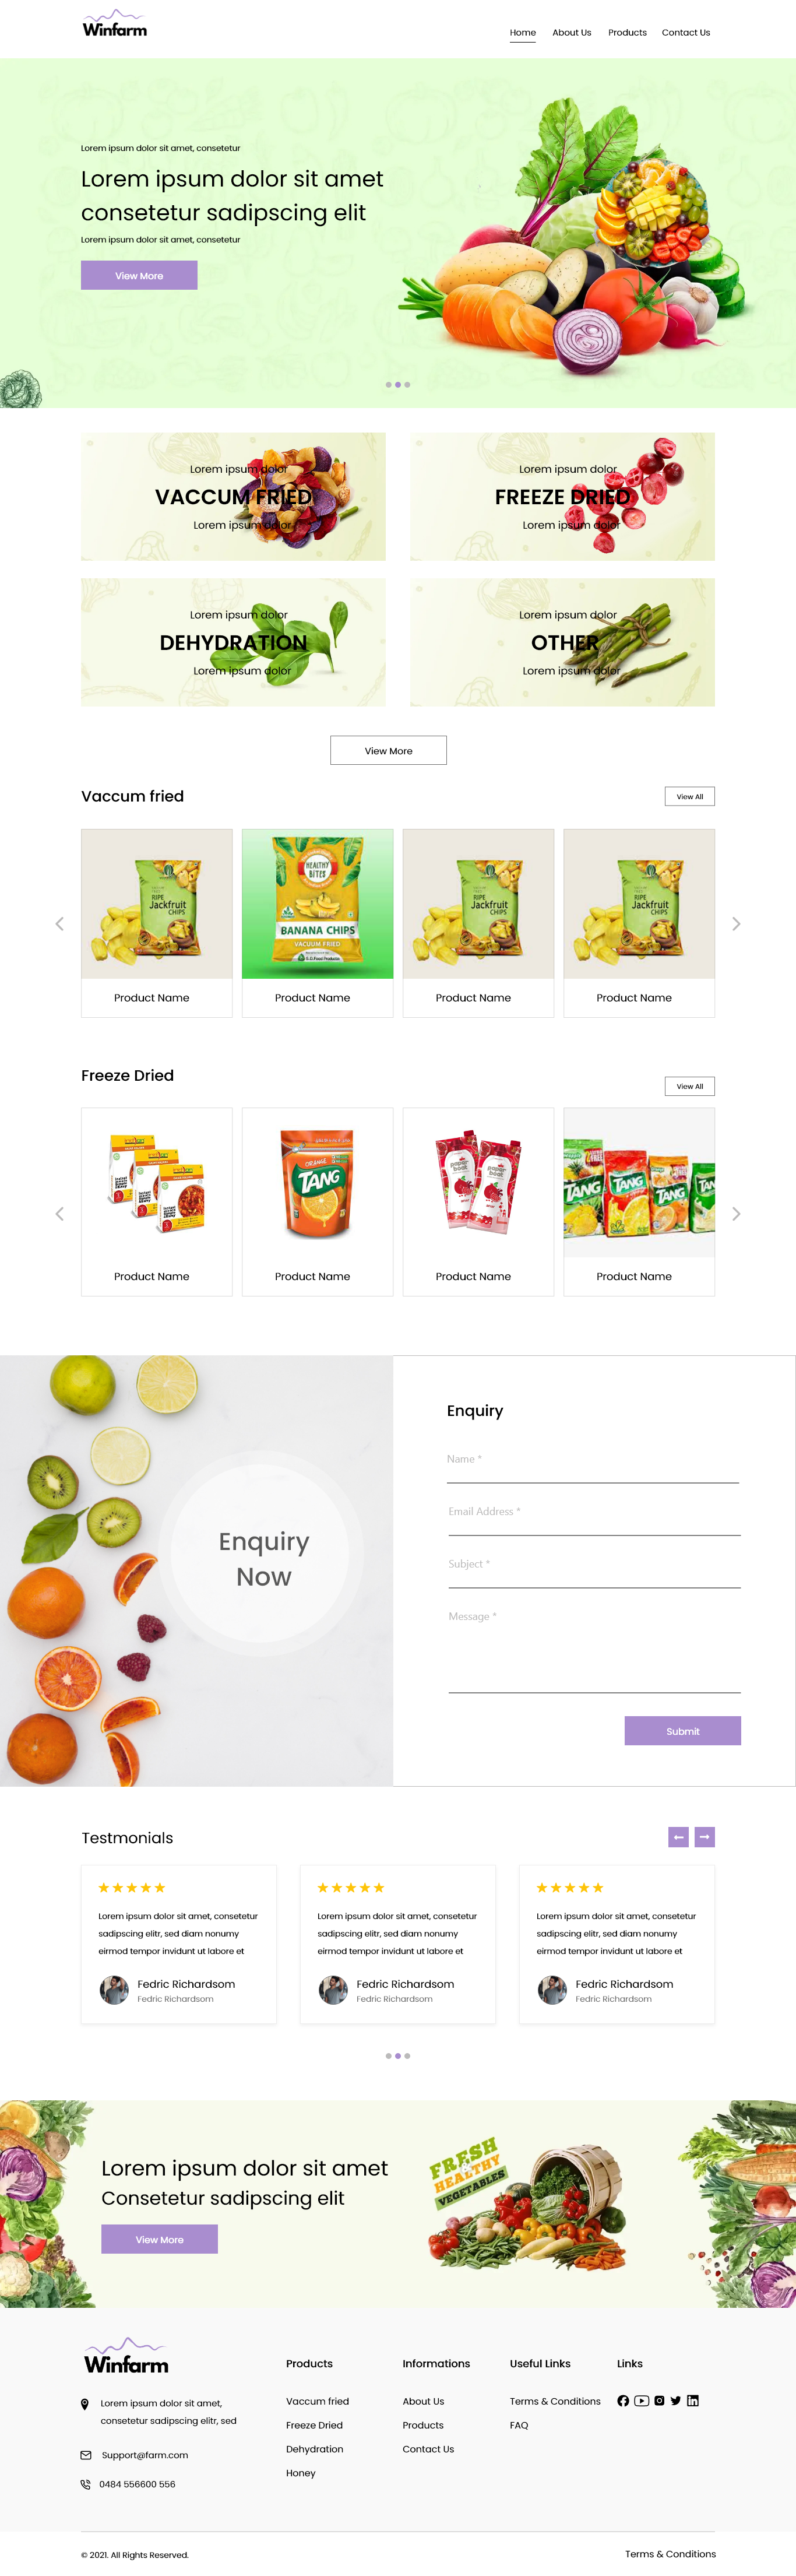 Winfarm
Home About Us Products Contact Us
Lorem ipsum dolor sit amet, consetetur
Lorem ipsum dolor sit amet
consetetur sadipscing elit
Lorem ipsum dolor sit amet, consetetur
View More
Lorem ipsum dolor
VACCUM FRIED
Lorem ipsum dolor
Lorem ipsum dolor
FREEZE DRIED
Lorem ipsum dolor
Lorem ipsum dolor
DEHYDRATION
Lorem ipsum dolor
Lorem ipsum dolor
OTHER
Lorem ipsum dolor
View More
Vaccum fried
View All
RIPE
Jackfruit
CHIPS
HEALTHY
BITES
BANANA CHIPS
VACUUM FRIED
RIPE
Jackfruit
CHIPS
RIPE
Jackfruit
CHIPS
Product Name
Product Name
Product Name
Product Name
Freeze Dried
View All
ORANGE
TANG
TANG
TANG
TANG
Product Name
Product Name
Product Name
Product Name
Enquiry
Now
Enquiry
Name *
Email Address *
Subject *
Message *
Submit
Testmonials
Lorem ipsum dolor sit amet, consetetur
sadipscing elitr, sed diam nonumy
eirmod tempor invidunt ut labore et
Fedric Richardsom
Fedric Richardsom
Lorem ipsum dolor sit amet, consetetur
sadipscing elitr, sed diam nonumy
eirmod tempor invidunt ut labore et
Fedric Richardsom
Fedric Richardsom
Lorem ipsum dolor sit amet, consetetur
sadipscing elitr, sed diam nonumy
eirmod tempor invidunt ut labore et
Fedric Richardsom
Fedric Richardsom
Lorem ipsum dolor sit amet
Consetetur sadipscing elit
View More
FRESH
HEALTHY
VEGETABLES
Winfarm
Lorem ipsum dolor sit amet,
consetetur sadipscing elitr, sed
Support@farm.com
0484 556600 556
Products
Vaccum fried
Freeze Dried
Dehydration
Honey
Informations
About Us
Products
Contact Us
Useful Links
Terms & Conditions
FAQ
Links
© 2021. All Rights Reserved.
Terms & Conditions